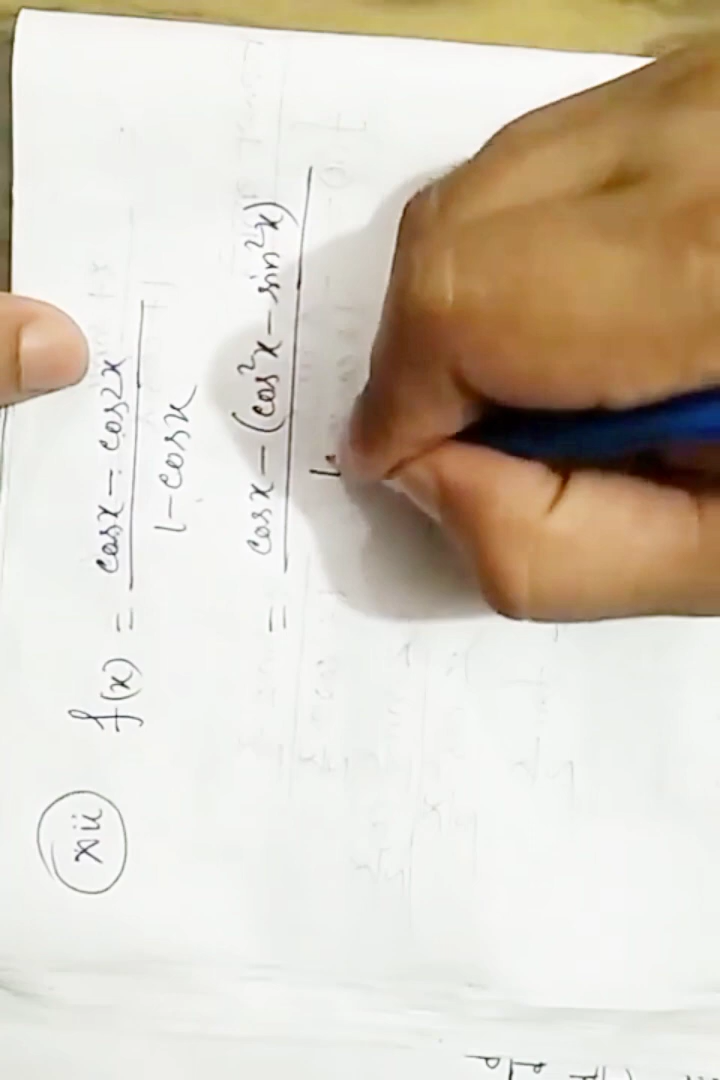 xii f(x) = cosx - cos2x / 1 - cosx
= cosx - (cos²x - sin²x) / 1